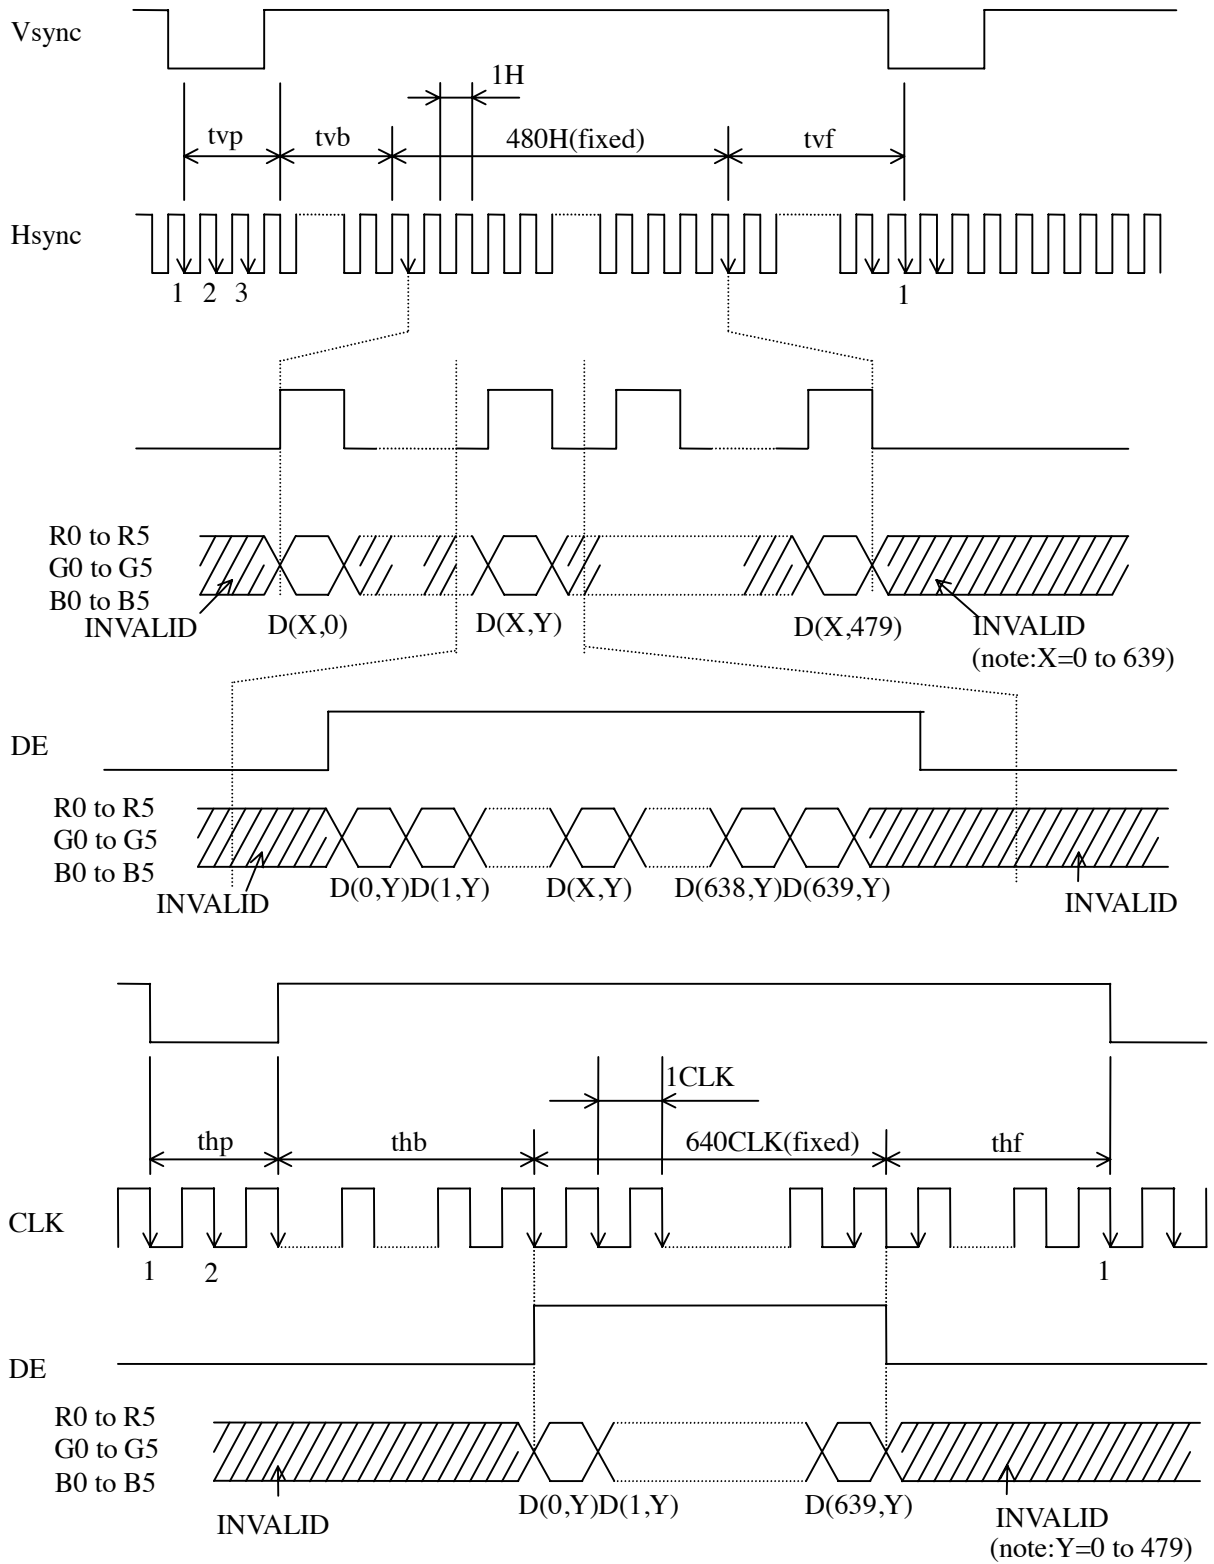 Vsync
1H
tvp
tvb
480H(fixed)
tvf
Hsync
1 2 3
1
R0 to R5
G0 to G5
B0 to B5
INVALID
D(X,0)
D(X,Y)
D(X,479)
INVALID
(note:X=0 to 639)
DE
R0 to R5
G0 to G5
B0 to B5
INVALID
D(0,Y)D(1,Y)
D(X,Y)
D(638,Y)D(639,Y)
INVALID
1CLK
thp
thb
640CLK(fixed)
thf
CLK
1 2
1
DE
R0 to R5
G0 to G5
B0 to B5
INVALID
D(0,Y)D(1,Y)
D(639,Y)
INVALID
(note:Y=0 to 479)